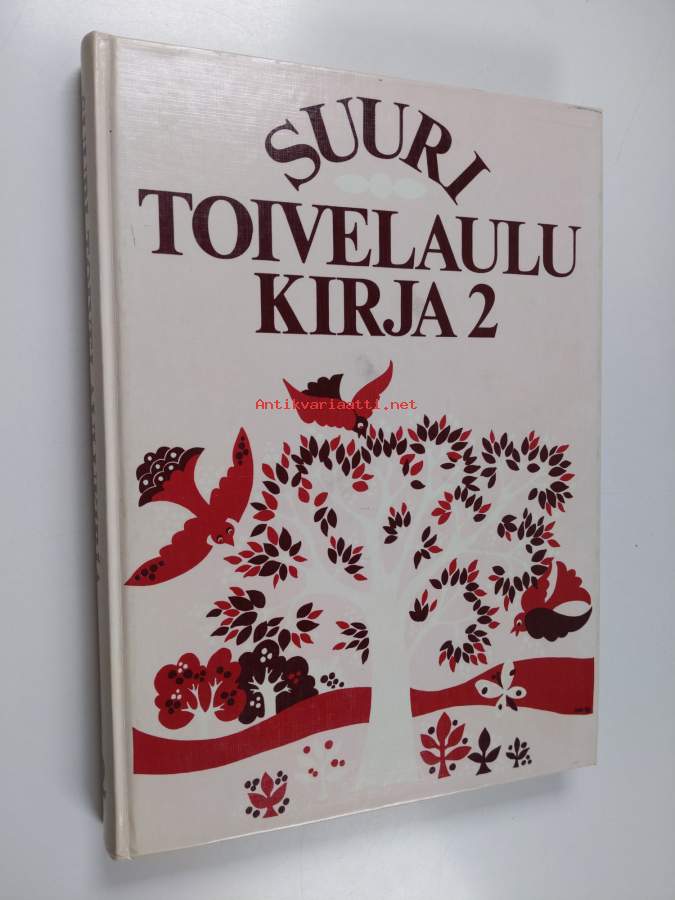 SUURI
TOIVELAULU
KIRJA 2
Antikvariaatti.net